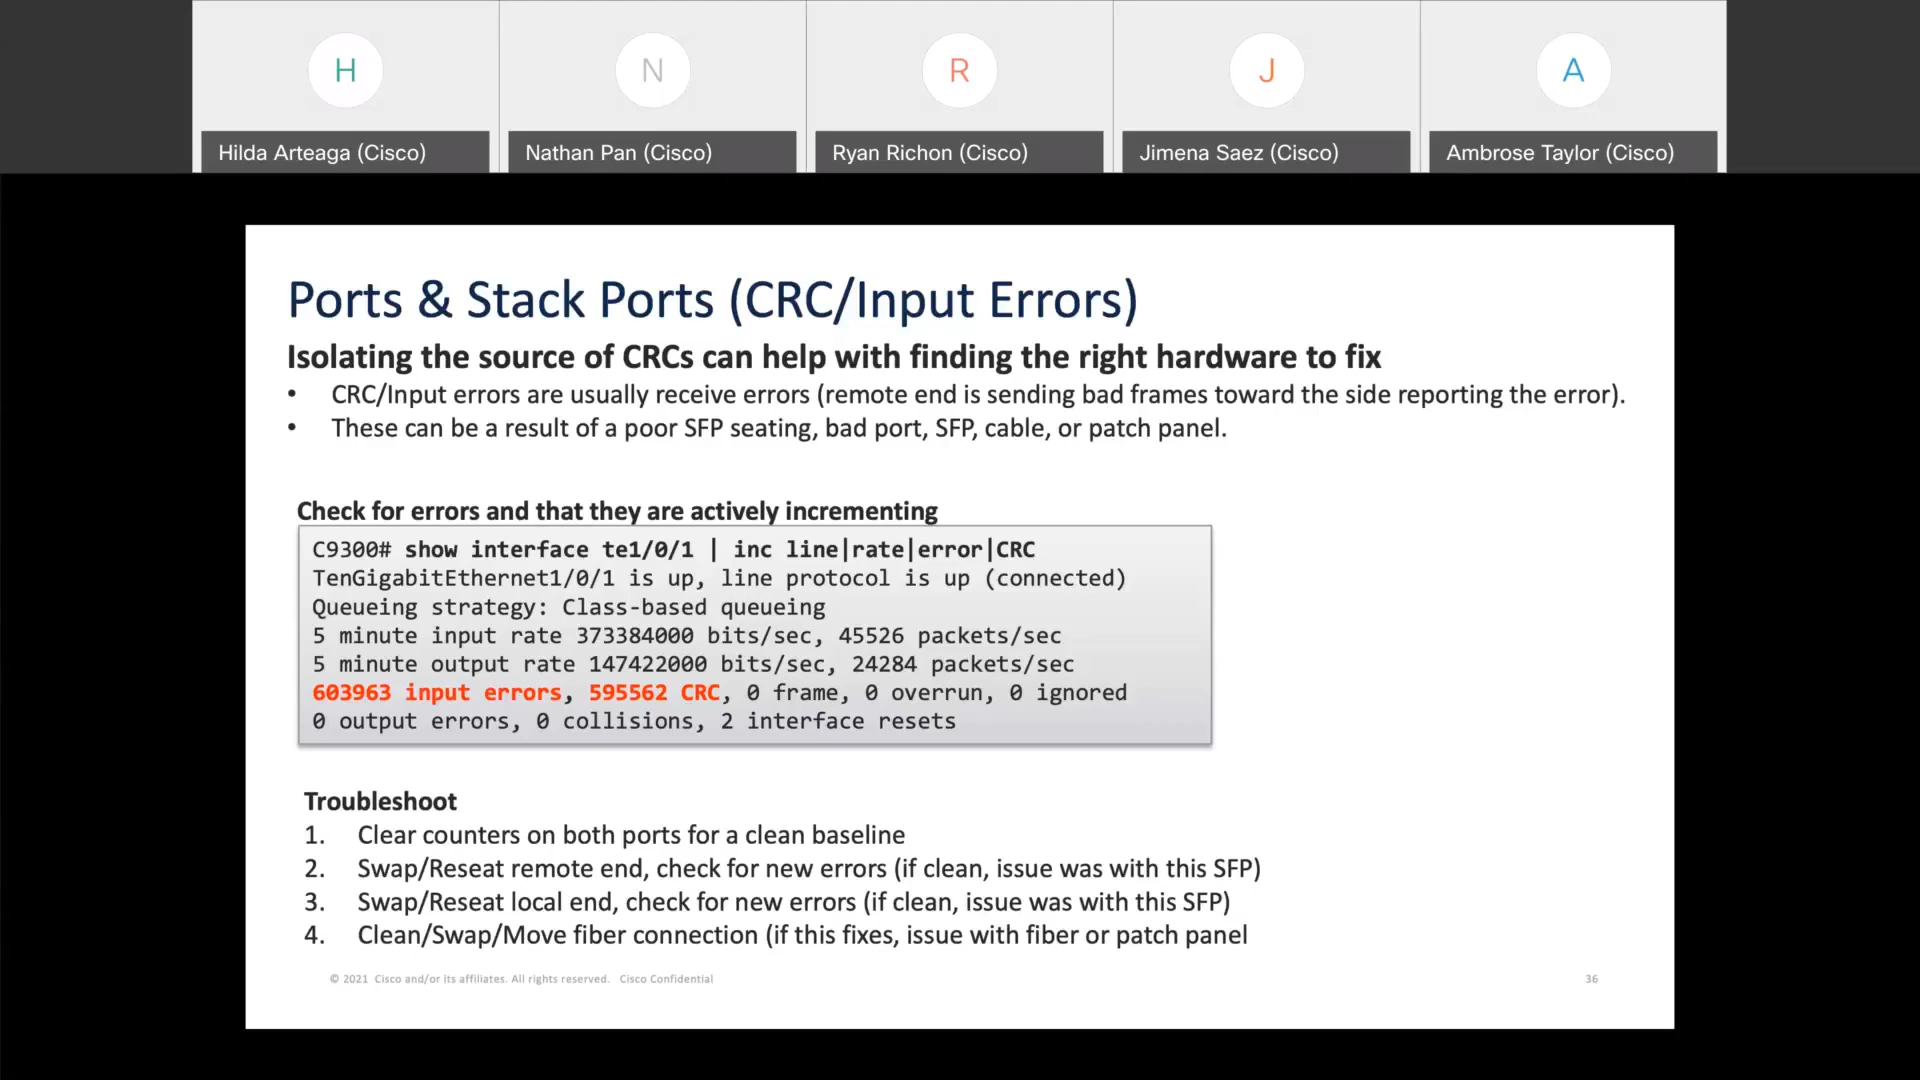 H
N
R
J
A
Hilda Arteaga (Cisco)
Nathan Pan (Cisco)
Ryan Richon (Cisco)
Jimena Saez (Cisco)
Ambrose Taylor (Cisco)
Ports & Stack Ports (CRC/Input Errors)
Isolating the source of CRCs can help with finding the right hardware to fix
• CRC/Input errors are usually receive errors (remote end is sending bad frames toward the side reporting the error).
• These can be a result of a poor SFP seating, bad port, SFP, cable, or patch panel.
Check for errors and that they are actively incrementing
C9300# show interface te1/0/1 | inc line|rate|error|CRC
TenGigabitEthernet1/0/1 is up, line protocol is up (connected)
Queueing strategy: Class-based queueing
5 minute input rate 373384000 bits/sec, 45526 packets/sec
5 minute output rate 147422000 bits/sec, 24284 packets/sec
603963 input errors, 595562 CRC, 0 frame, 0 overrun, 0 ignored
0 output errors, 0 collisions, 2 interface resets
Troubleshoot
1. Clear counters on both ports for a clean baseline
2. Swap/Reseat remote end, check for new errors (if clean, issue was with this SFP)
3. Swap/Reseat local end, check for new errors (if clean, issue was with this SFP)
4. Clean/Swap/Move fiber connection (if this fixes, issue with fiber or patch panel
© 2021 Cisco and/or its affiliates. All rights reserved. Cisco Confidential
36